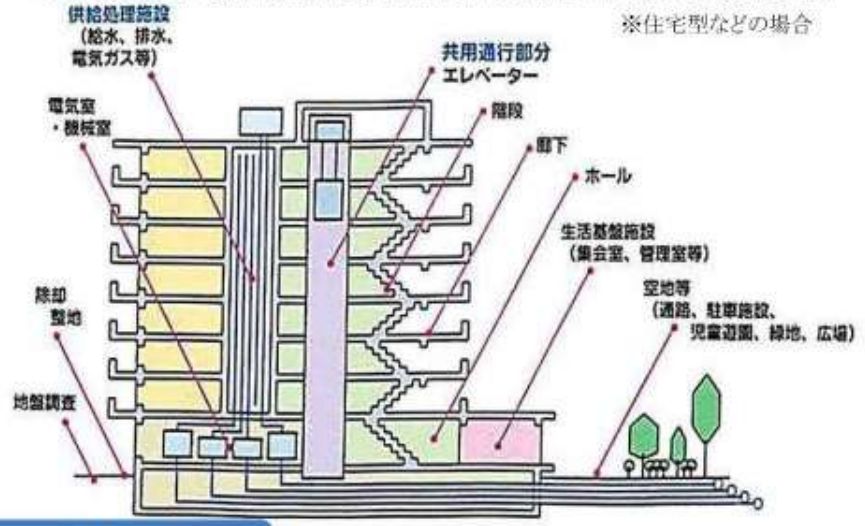 供給処理施設
（給水、排水、
電気ガス等）
※住宅型などの場合
共用通行部分
エレベーター
電気室
・機械室
階段
廊下
ホール
生活基盤施設
（集会室、管理室等）
空地等
（通路、駐車施設、
児童遊園、緑地、広場）
除却
整地
地盤調査